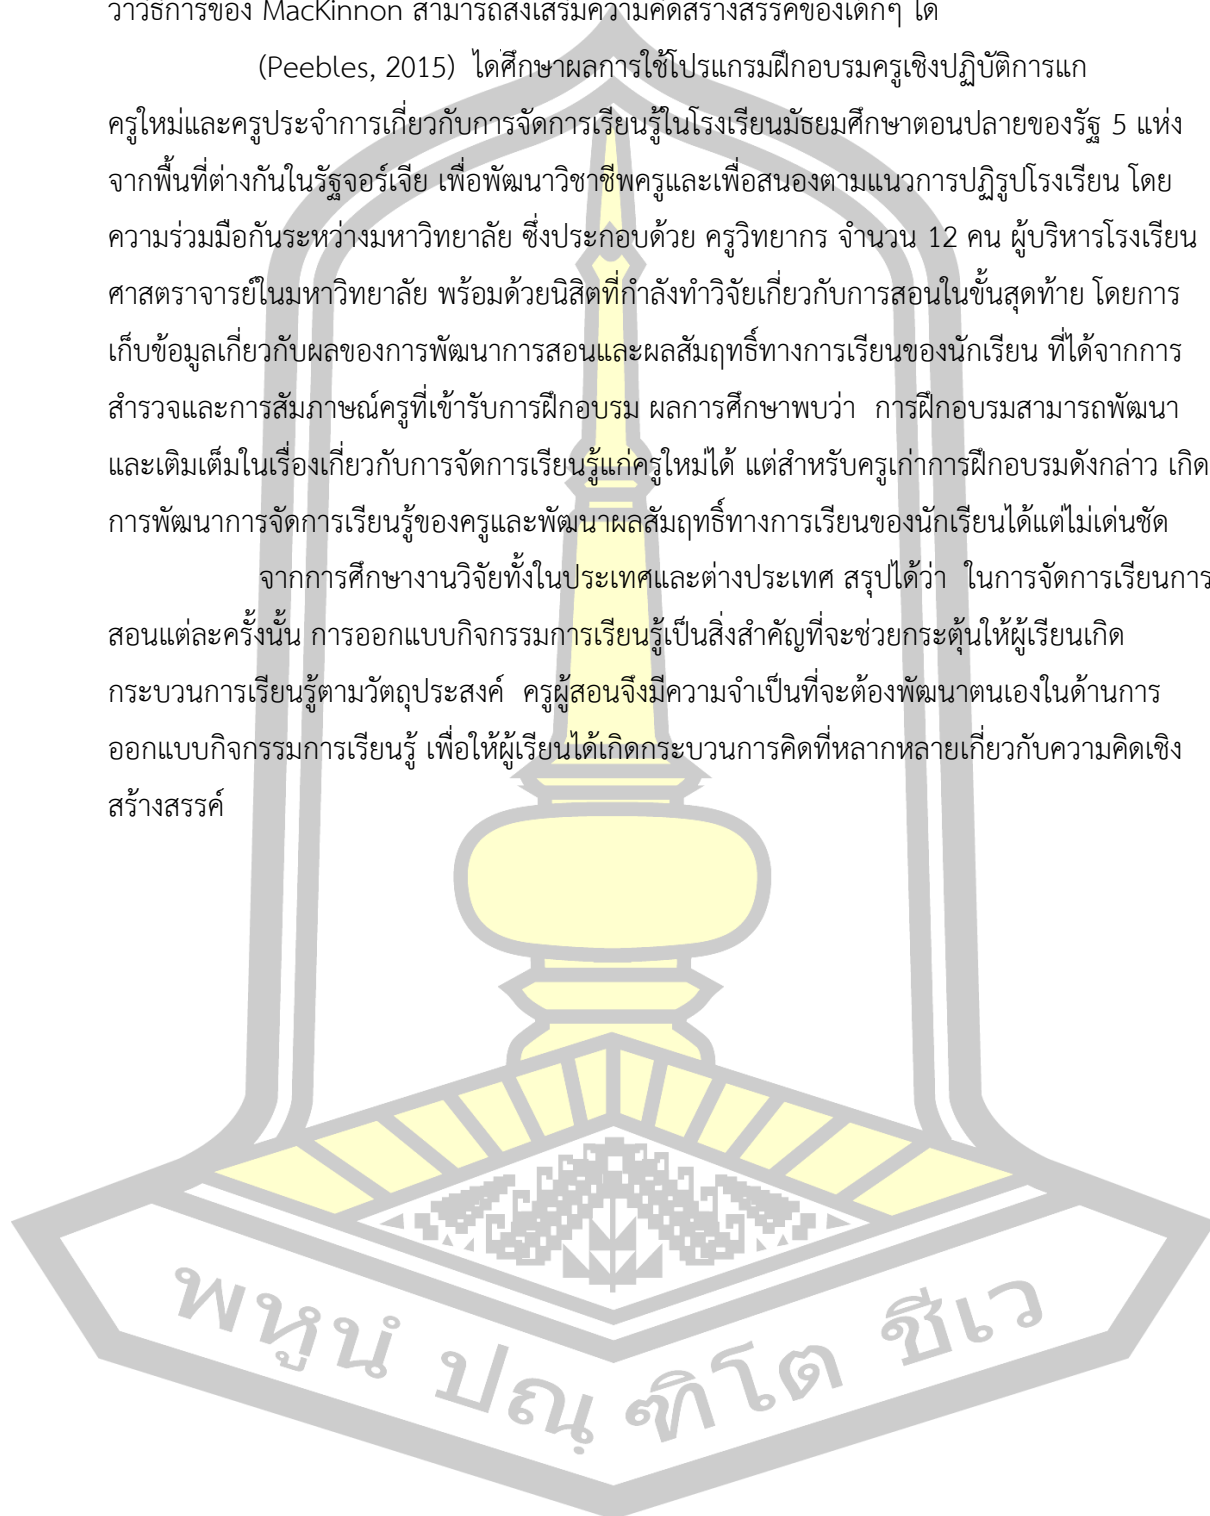 ว่าวิธีการของ MacKinnon สามารถส่งเสริมความคิดสร้างสรรค์ของเด็กๆ ได้
(Peebles, 2015) ได้ศึกษาผลการใช้โปรแกรมฝึกอบรมครูเชิงปฏิบัติการแก่
ครูใหม่และครูประจำการเกี่ยวกับการจัดการเรียนรู้ในโรงเรียนมัธยมศึกษาตอนปลายของรัฐ 5 แห่ง
จากพื้นที่ต่างกันในรัฐจอร์เจีย เพื่อพัฒนาวิชาชีพครูและเพื่อสนองตามแนวการปฏิรูปโรงเรียน โดย
ความร่วมมือกันระหว่างมหาวิทยาลัย ซึ่งประกอบด้วย ครูวิทยากร จำนวน 12 คน ผู้บริหารโรงเรียน
ศาสตราจารย์ในมหาวิทยาลัย พร้อมด้วยนิสิตที่กำลังทำวิจัยเกี่ยวกับการสอนในขั้นสุดท้าย โดยการ
เก็บข้อมูลเกี่ยวกับผลของการพัฒนาการสอนและผลสัมฤทธิ์ทางการเรียนของนักเรียน ที่ได้จากการ
สำรวจและการสัมภาษณ์ครูที่เข้ารับการฝึกอบรม ผลการศึกษาพบว่า การฝึกอบรมสามารถพัฒนา
และเติมเต็มในเรื่องเกี่ยวกับการจัดการเรียนรู้แก่ครูใหม่ได้ แต่สำหรับครูเก่าการฝึกอบรมดังกล่าว เกิด
การพัฒนาการจัดการเรียนรู้ของครูและพัฒนาผลสัมฤทธิ์ทางการเรียนของนักเรียนได้แต่ไม่เด่นชัด
จากการศึกษางานวิจัยทั้งในประเทศและต่างประเทศ สรุปได้ว่า ในการจัดการเรียนการ
สอนแต่ละครั้งนั้น การออกแบบกิจกรรมการเรียนรู้เป็นสิ่งสำคัญที่จะช่วยกระตุ้นให้ผู้เรียนเกิด
กระบวนการเรียนรู้ตามวัตถุประสงค์ ครูผู้สอนจึงมีความจำเป็นที่จะต้องพัฒนาตนเองในด้านการ
ออกแบบกิจกรรมการเรียนรู้ เพื่อให้ผู้เรียนได้เกิดกระบวนการคิดที่หลากหลายเกี่ยวกับความคิดเชิง
สร้างสรรค์
พหูนํ ปณฺฑิโต ชีเว